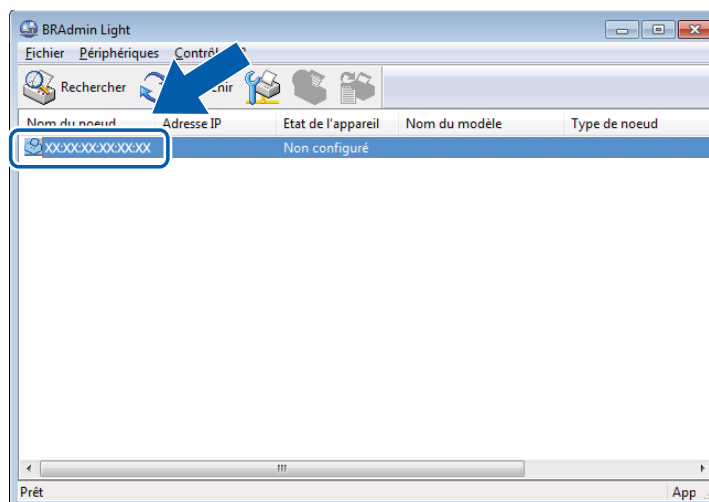 BRAdmin Light
Fichier Périphériques Contrôl
Rechercher
Nom du noeud Adresse IP Etat de l'appareil Nom du modèle Type de noeud
XX:XX:XX:XX:XX:XX Non configuré
Prêt App